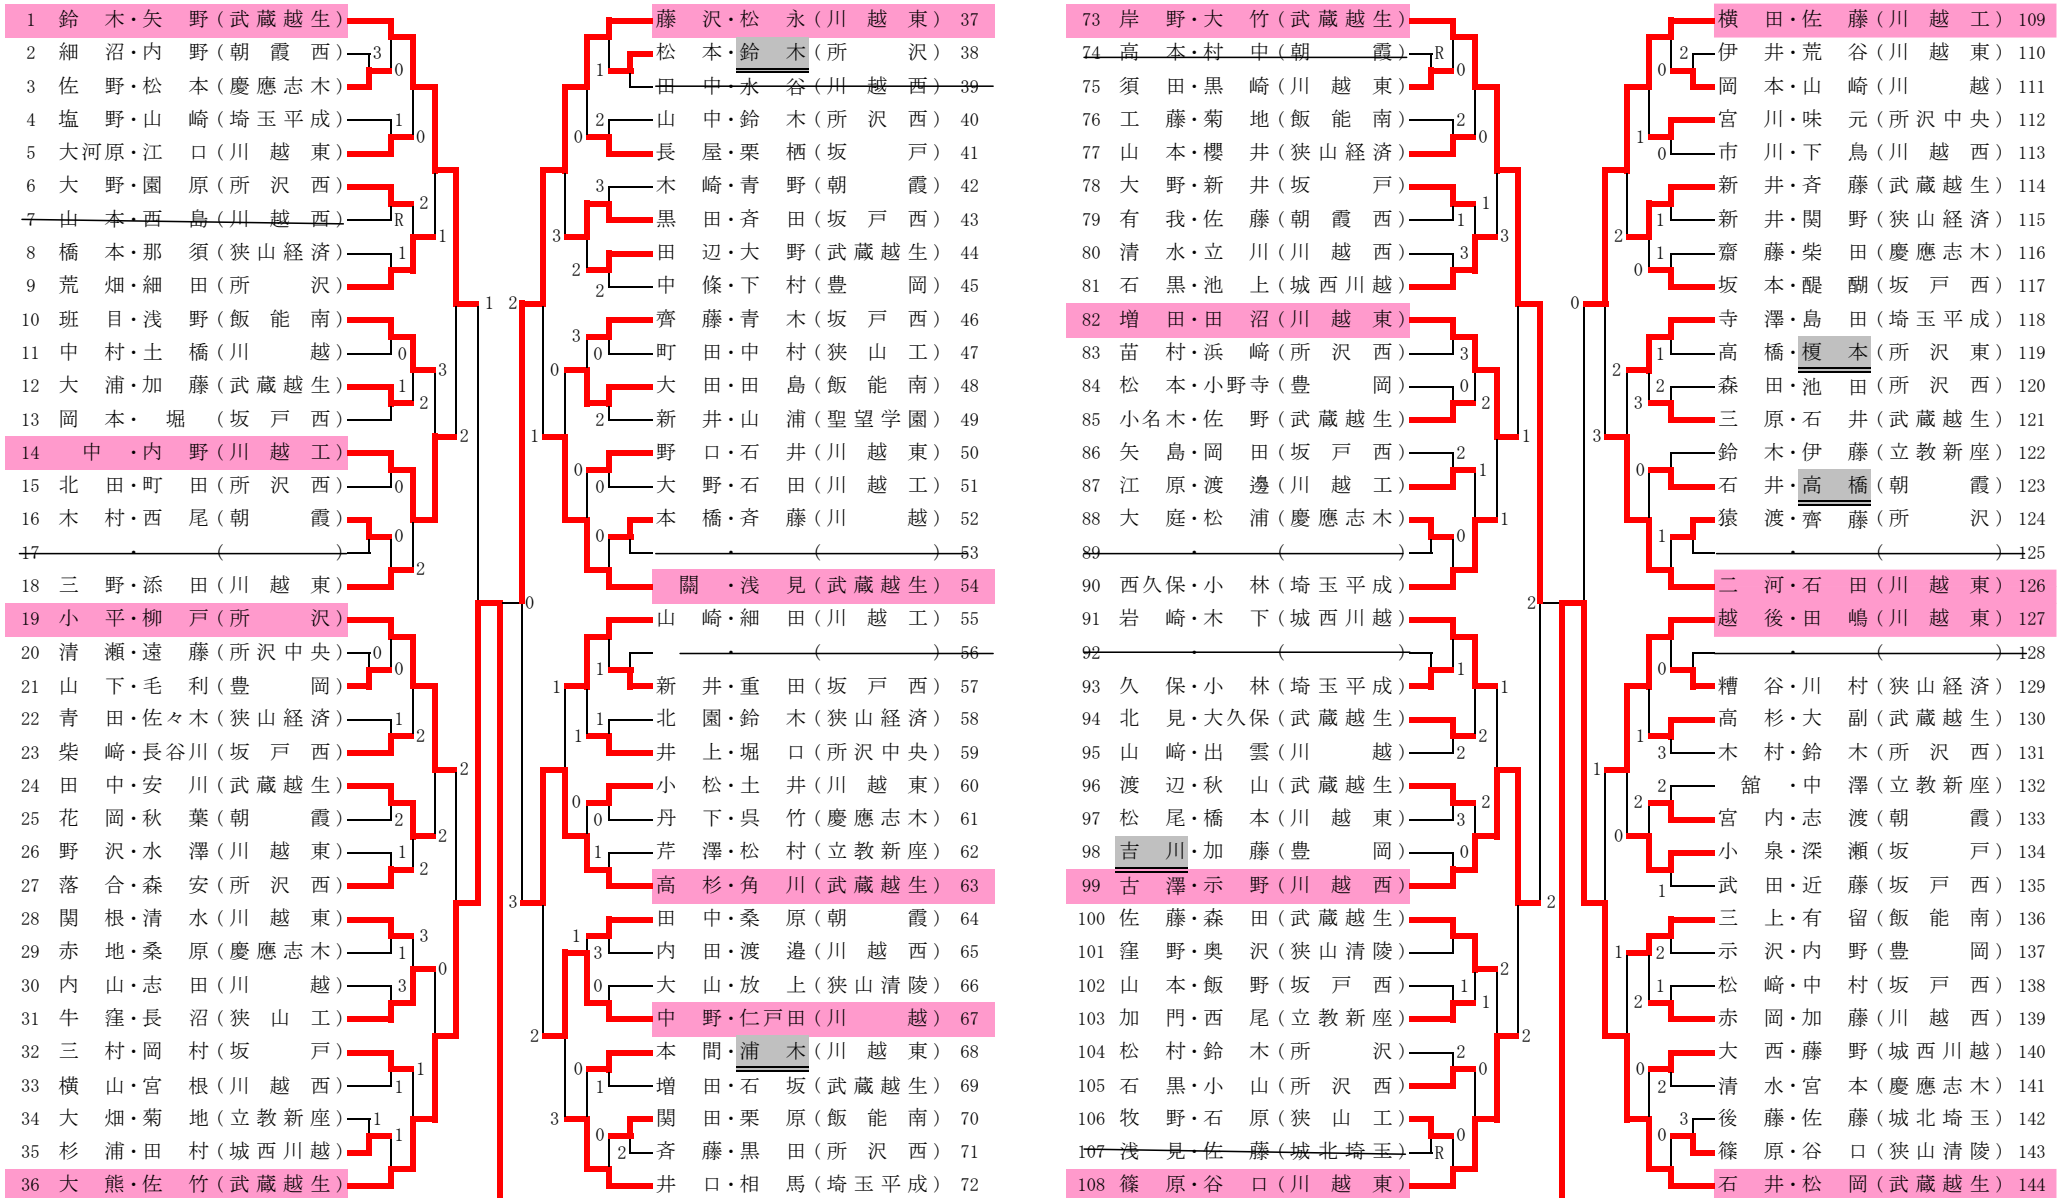 1 鈴木・矢野(武蔵越生)
2 細沼・内野(朝霞西)
3 佐野・松本(慶應志木)
4 塩野・山崎(埼玉平成)
5 大河原・江口(川越東)
6 大野・園原(所沢西)
7 山本・西島(川越西)
8 橋本・那須(狭山経済)
9 荒畑・細田(所沢)
10 班目・浅野(飯能南)
11 中村・土橋(川越)
12 大浦・加藤(武蔵越生)
13 岡本・堀(坂戸西)
14 中・内野(川越工)
15 北田・町田(所沢西)
16 木村・西尾(朝霞)
17 ・( )
18 三野・添田(川越東)
19 小平・柳戸(所沢)
20 清瀬・遠藤(所沢中央)
21 山下・毛利(豊岡)
22 青田・佐々木(狭山経済)
23 柴﨑・長谷川(坂戸西)
24 田中・安川(武蔵越生)
25 花岡・秋葉(朝霞)
26 野沢・水澤(川越東)
27 落合・森安(所沢西)
28 関根・清水(川越東)
29 赤地・桑原(慶應志木)
30 内山・志田(川越)
31 牛窪・長沼(狭山工)
32 三村・岡村(坂戸)
33 横山・宮根(川越西)
34 大畑・菊地(立教新座)
35 杉浦・田村(城西川越)
36 大熊・佐竹(武蔵越生)
藤沢・松永(川越東) 37
松本・鈴木(所沢) 38
田中・水谷(川越西) 39
山中・鈴木(所沢西) 40
長屋・栗栖(坂戸) 41
木崎・青野(朝霞) 42
黒田・斉田(坂戸西) 43
田辺・大野(武蔵越生) 44
中條・下村(豊岡) 45
齊藤・青木(坂戸西) 46
町田・中村(狭山工) 47
大田・田島(飯能南) 48
新井・山浦(聖望学園) 49
野口・石井(川越東) 50
大野・石田(川越工) 51
本橋・斉藤(川越) 52
・( ) 53
關・浅見(武蔵越生) 54
山崎・細田(川越工) 55
・( ) 56
新井・重田(坂戸西) 57
北園・鈴木(狭山経済) 58
井上・堀口(所沢中央) 59
小松・土井(川越東) 60
丹下・呉竹(慶應志木) 61
芹澤・松村(立教新座) 62
高杉・角川(武蔵越生) 63
田中・桑原(朝霞) 64
内田・渡邉(川越西) 65
大山・放上(狭山清陵) 66
中野・仁戸田(川越) 67
本間・浦木(川越東) 68
増田・石坂(武蔵越生) 69
関田・栗原(飯能南) 70
斉藤・黒田(所沢西) 71
井口・相馬(埼玉平成) 72
73 岸野・大竹(武蔵越生)
74 高本・村中(朝霞)
75 須田・黒崎(川越東)
76 工藤・菊地(飯能南)
77 山本・櫻井(狭山経済)
78 大野・新井(坂戸)
79 有我・佐藤(朝霞西)
80 清水・立川(川越西)
81 石黒・池上(城西川越)
82 増田・田沼(川越東)
83 苗村・浜﨑(所沢西)
84 松本・小野寺(豊岡)
85 小名木・佐野(武蔵越生)
86 矢島・岡田(坂戸西)
87 江原・渡邊(川越工)
88 大庭・松浦(慶應志木)
89 ・( )
90 西久保・小林(埼玉平成)
91 岩崎・木下(城西川越)
92 ・( )
93 久保・小林(埼玉平成)
94 北見・大久保(武蔵越生)
95 山﨑・出雲(川越)
96 渡辺・秋山(武蔵越生)
97 松尾・橋本(川越東)
98 吉川・加藤(豊岡)
99 古澤・示野(川越西)
100 佐藤・森田(武蔵越生)
101 窪野・奥沢(狭山清陵)
102 山本・飯野(坂戸西)
103 加門・西尾(立教新座)
104 松村・鈴木(所沢)
105 石黒・小山(所沢西)
106 牧野・石原(狭山工)
107 浅見・佐藤(城北埼玉)
108 篠原・谷口(川越東)
横田・佐藤(川越工) 109
伊井・荒谷(川越東) 110
岡本・山崎(川越) 111
宮川・味元(所沢中央) 112
市川・下鳥(川越西) 113
新井・斉藤(武蔵越生) 114
新井・関野(狭山経済) 115
齋藤・柴田(慶應志木) 116
坂本・醍醐(坂戸西) 117
寺澤・島田(埼玉平成) 118
高橋・榎本(所沢東) 119
森田・池田(所沢西) 120
三原・石井(武蔵越生) 121
鈴木・伊藤(立教新座) 122
石井・高橋(朝霞) 123
猿渡・齊藤(所沢) 124
・( ) 125
二河・石田(川越東) 126
越後・田嶋(川越東) 127
・( ) 128
糟谷・川村(狭山経済) 129
高杉・大副(武蔵越生) 130
木村・鈴木(所沢西) 131
舘・中澤(立教新座) 132
宮内・志渡(朝霞) 133
小泉・深瀬(坂戸) 134
武田・近藤(坂戸西) 135
三上・有留(飯能南) 136
示沢・内野(豊岡) 137
松﨑・中村(坂戸西) 138
赤岡・加藤(川越西) 139
大西・藤野(城西川越) 140
清水・宮本(慶應志木) 141
後藤・佐藤(城北埼玉) 142
篠原・谷口(狭山清陵) 143
石井・松岡(武蔵越生) 144